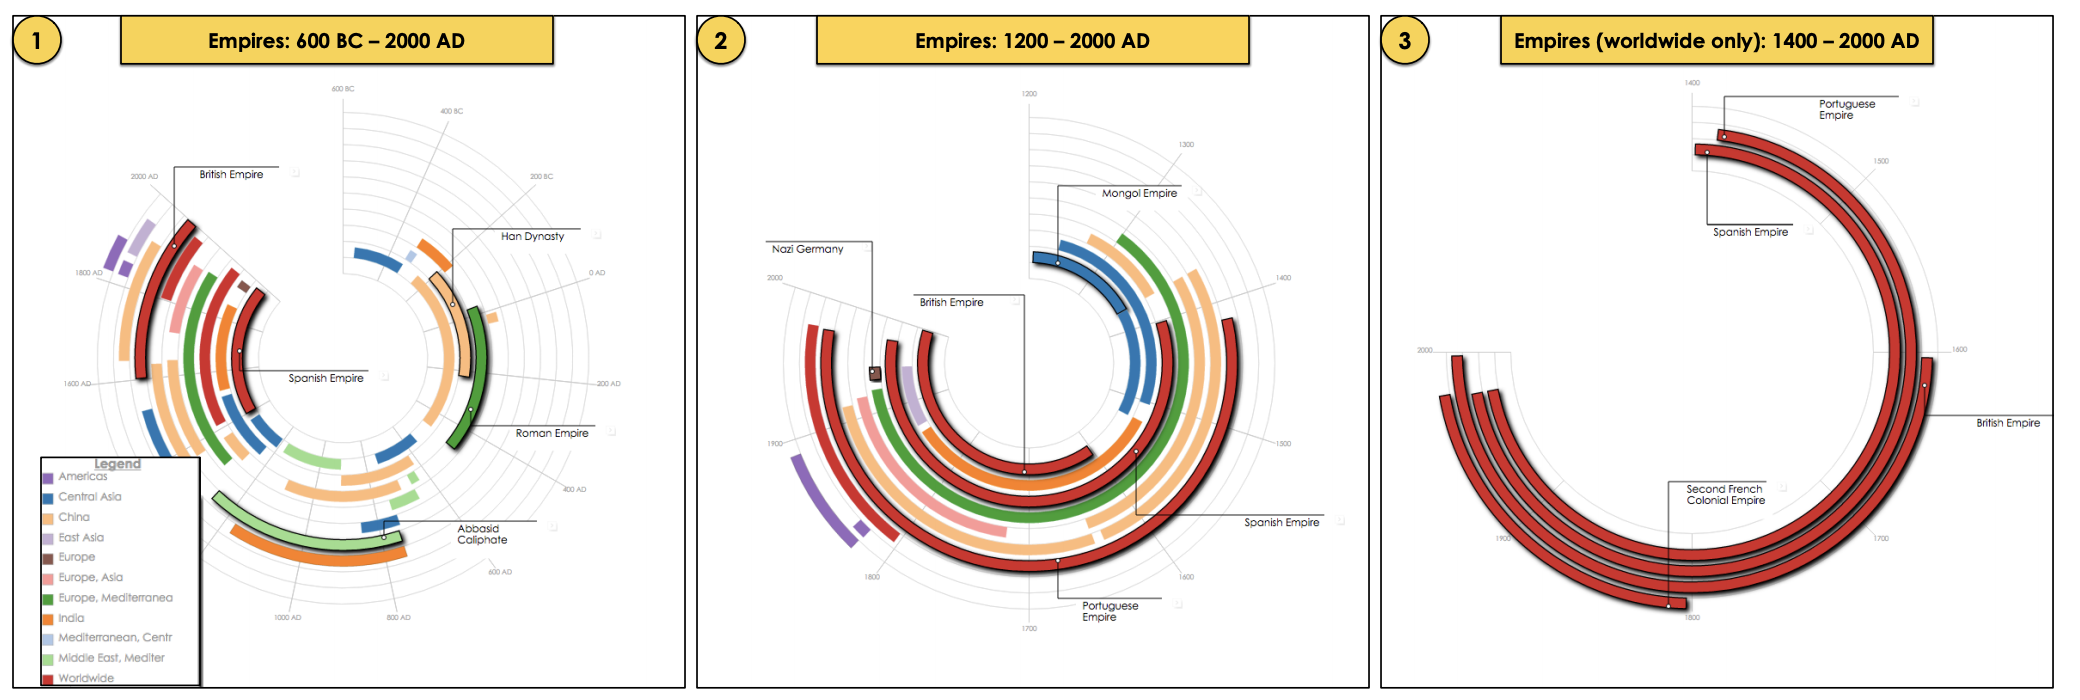 1
Empires: 600 BC – 2000 AD
600 BC
400 BC
200 BC
0 AD
200 AD
400 AD
600 AD
800 AD
1000 AD
1600 AD
1800 AD
2000 AD
British Empire
Han Dynasty
Spanish Empire
Roman Empire
Abbasid
Caliphate
Legend
Americas
Central Asia
China
East Asia
Europe
Europe, Asia
Europe, Mediterranea
India
Mediterranean, Centr
Middle East, Mediter
Worldwide
2
Empires: 1200 – 2000 AD
1200
1300
1400
1500
1600
1700
1800
1900
2000
Mongol Empire
Nazi Germany
British Empire
Spanish Empire
Portuguese
Empire
3
Empires (worldwide only): 1400 – 2000 AD
1400
1500
1600
1700
1800
1900
2000
Portuguese
Empire
Spanish Empire
British Empire
Second French
Colonial Empire